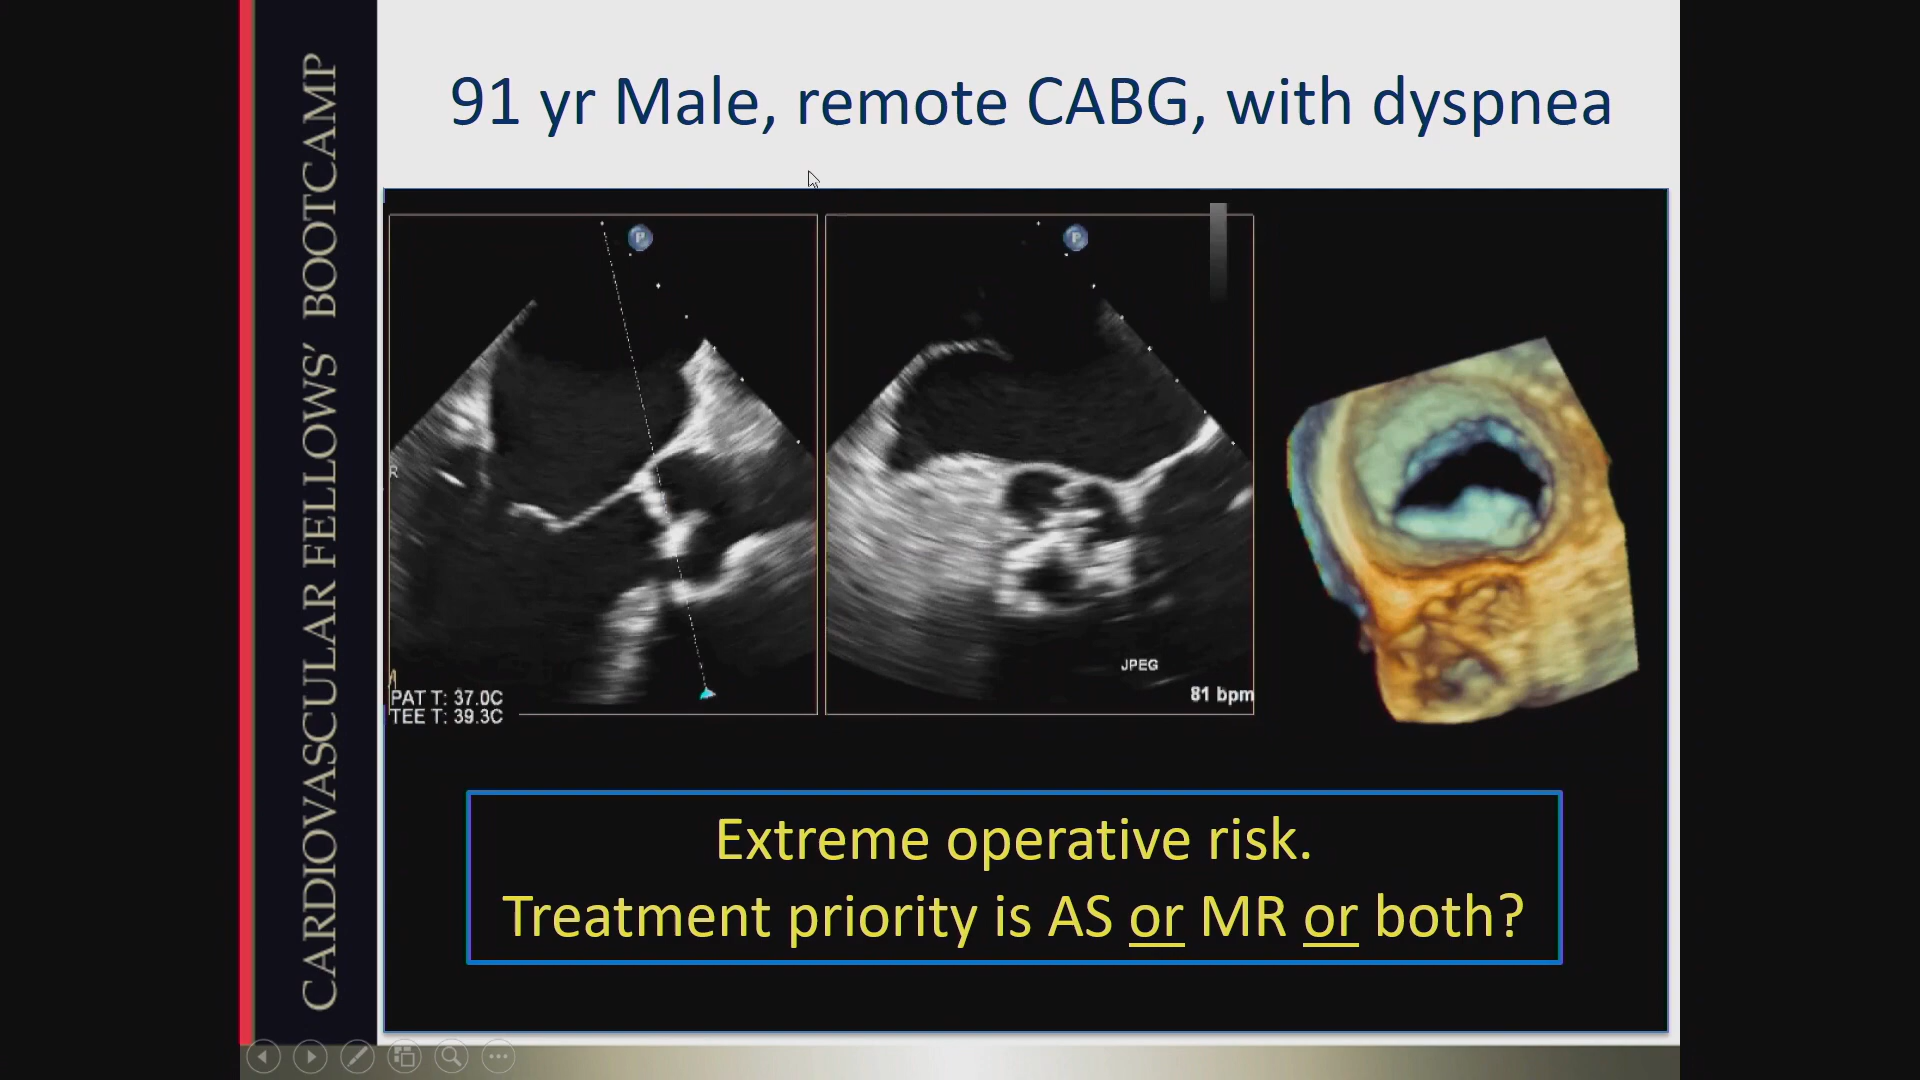 CARDIOVASCULAR FELLOWS' BOOTCAMP
91 yr Male, remote CABG, with dyspnea
P
P
R
PAT T: 37.0C
TEE T: 39.3C
JPEG
81 bpm
Extreme operative risk.
Treatment priority is AS or MR or both?